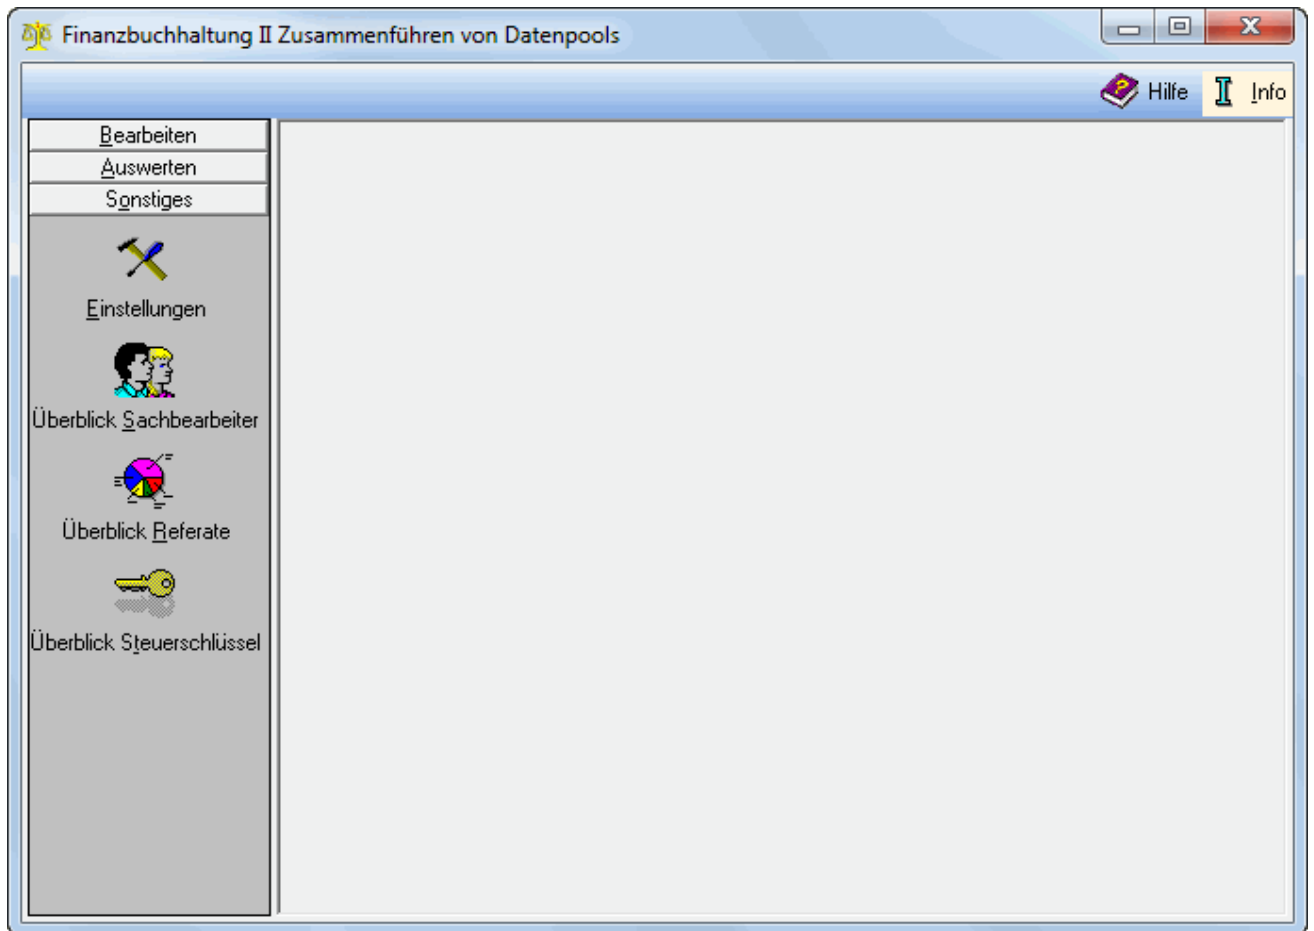 Finanzbuchhaltung II Zusammenführen von Datenpools
Hilfe Info
Bearbeiten
Auswerten
Sonstiges
Einstellungen
Überblick Sachbearbeiter
Überblick Referate
Überblick Steuerschlüssel